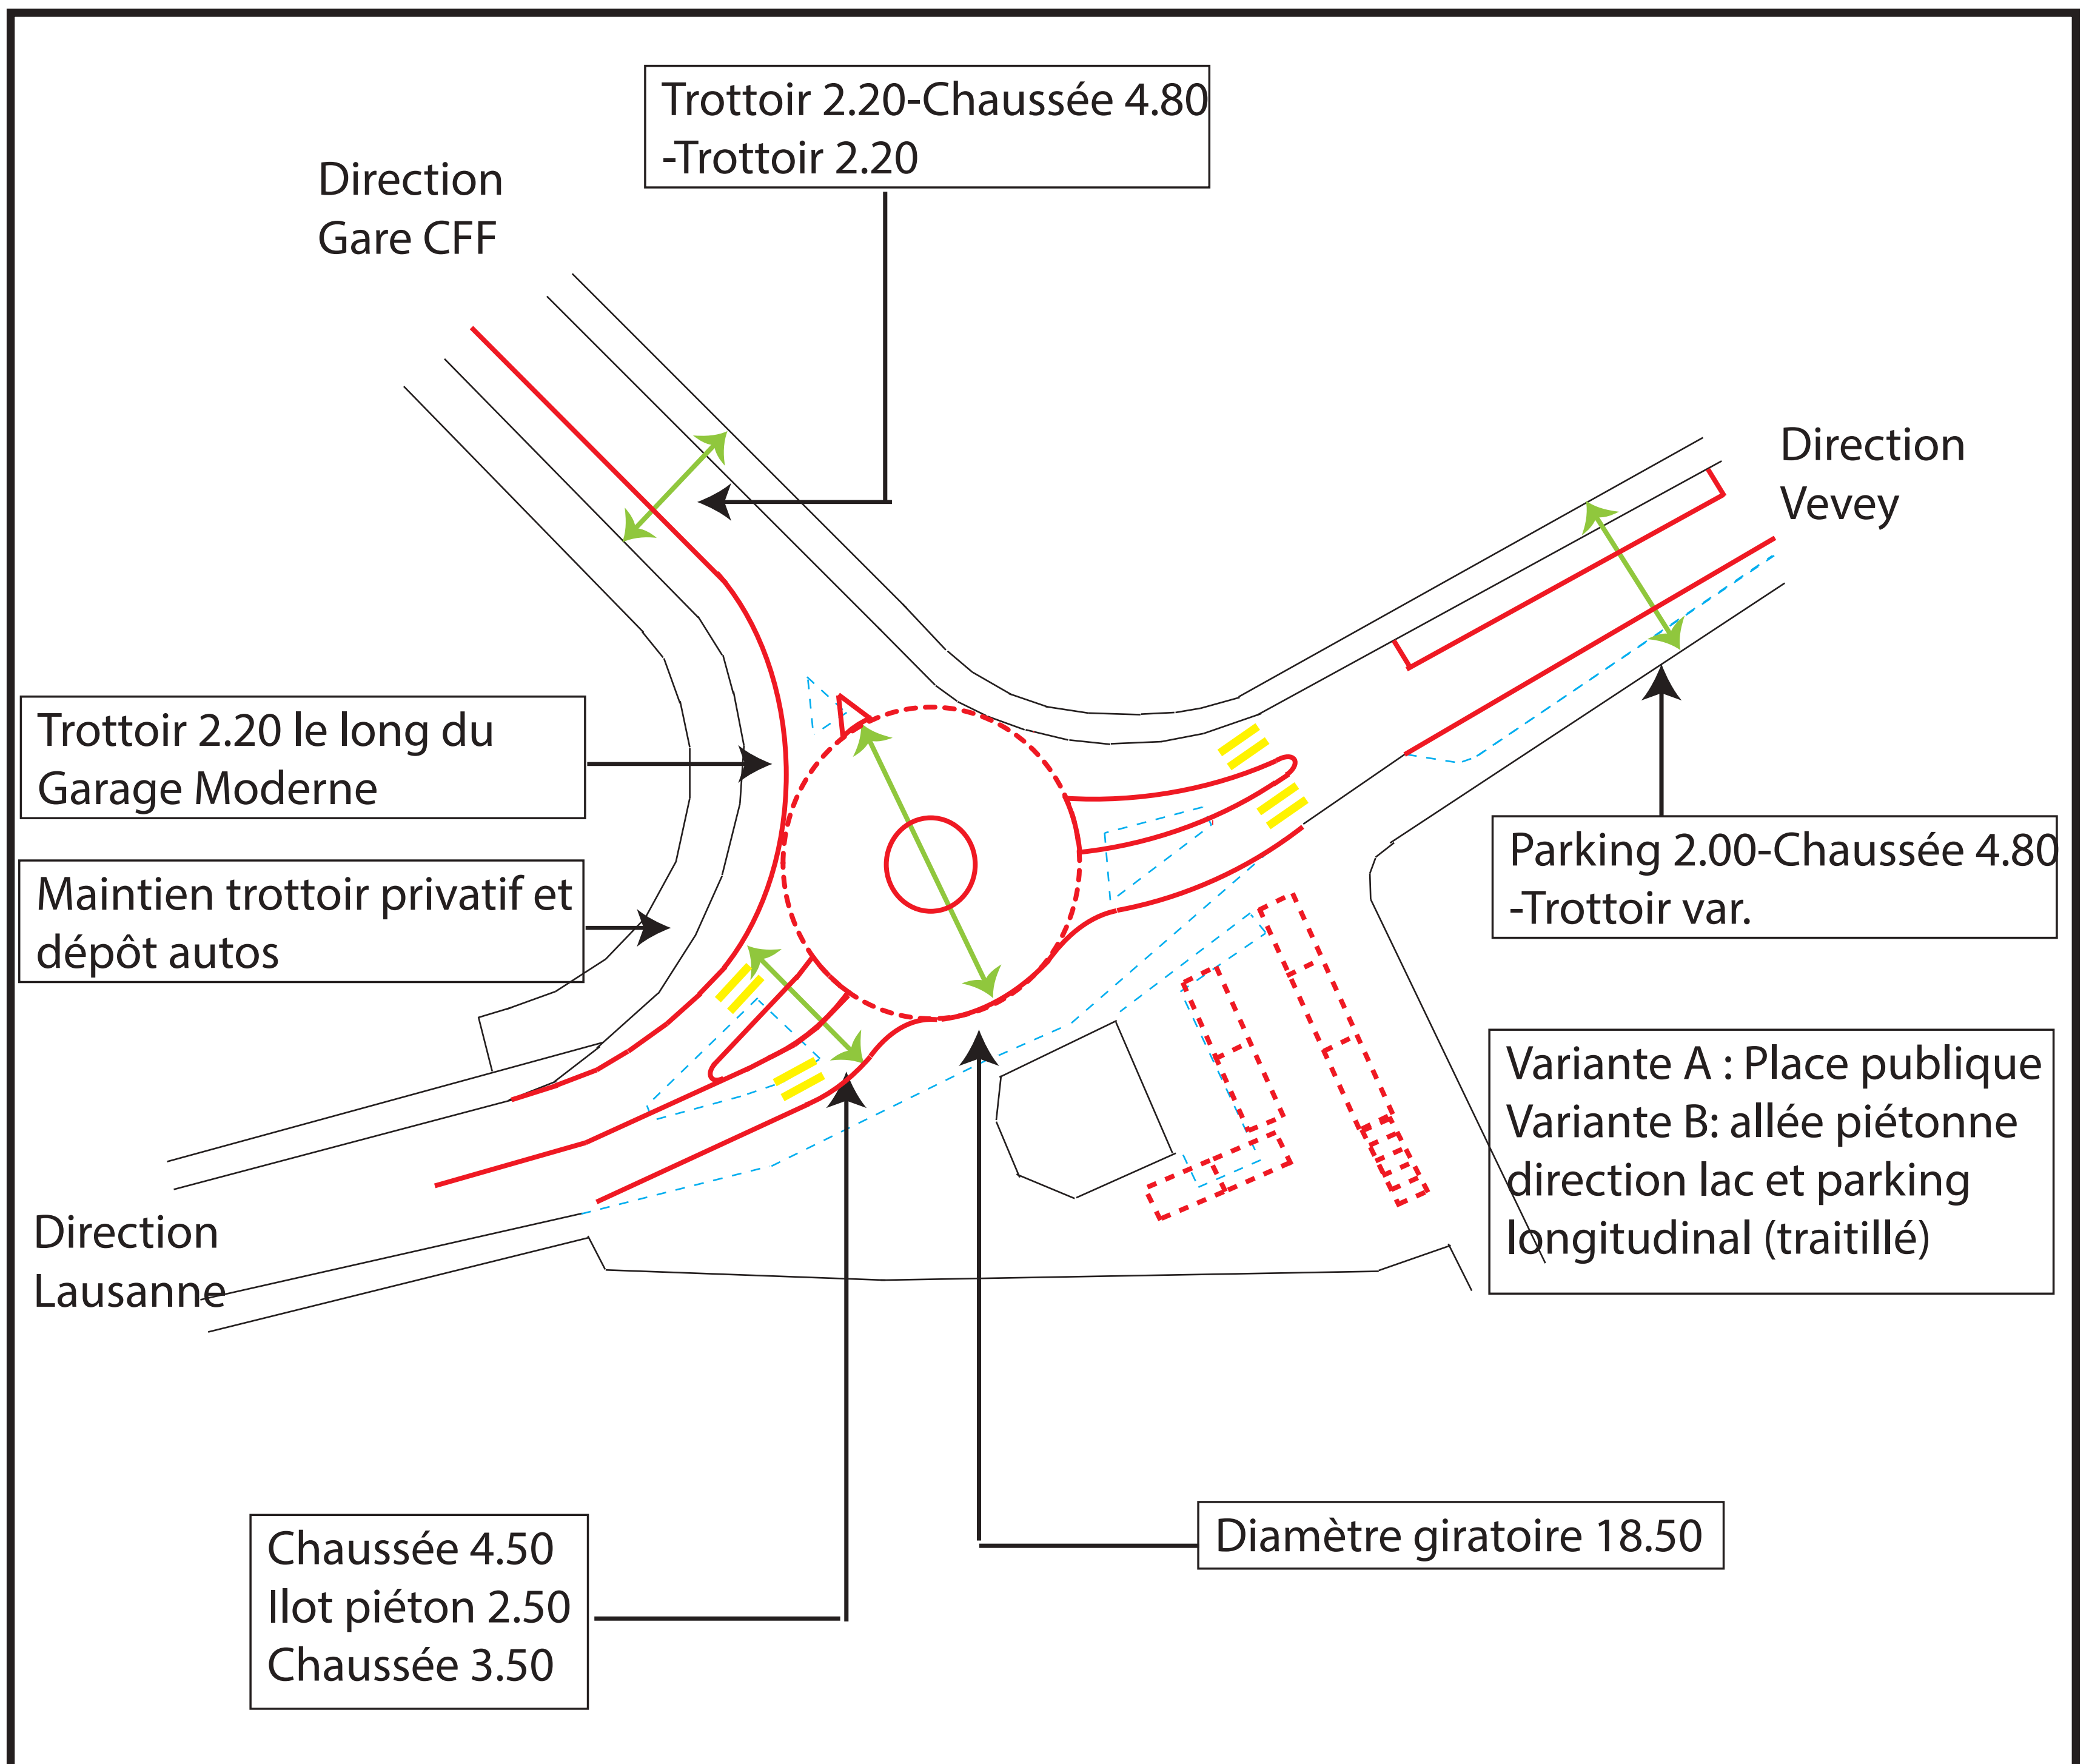 Trottoir 2.20-Chaussée 4.80
-Trottoir 2.20
Direction
Gare CFF
Direction
Vevey
Trottoir 2.20 le long du
Garage Moderne
Maintien trottoir privatif et
dépôt autos
Parking 2.00-Chaussée 4.80
-Trottoir var.
Variante A : Place publique
Variante B: allée piétonne
direction lac et parking
longitudinal (traitillé)
Direction
Lausanne
Chaussée 4.50
Illot piéton 2.50
Chaussée 3.50
Diamètre giratoire 18.50